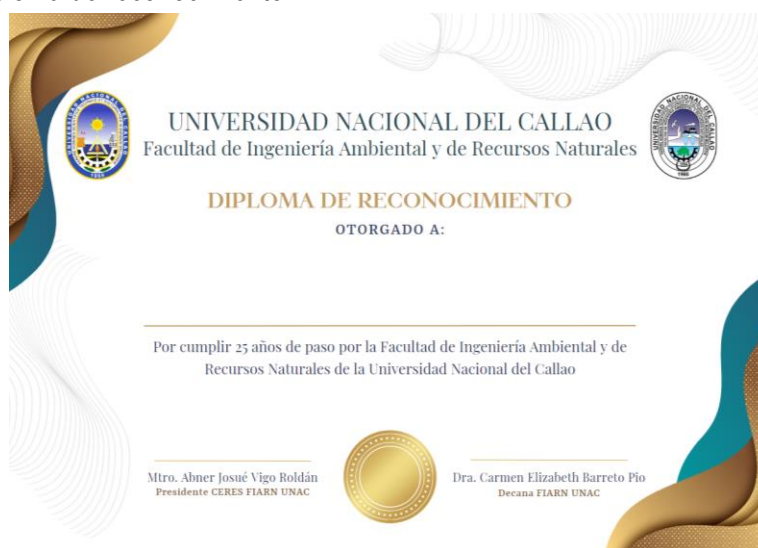 UNIVERSIDAD NACIONAL DEL CALLAO
Facultad de Ingeniería Ambiental y de Recursos Naturales
DIPLOMA DE RECONOCIMIENTO
OTORGADO A:
Por cumplir 25 años de paso por la Facultad de Ingeniería Ambiental y de
Recursos Naturales de la Universidad Nacional del Callao
Mtro. Abner Josué Vigo Roldán
Presidente CERES FIARN UNAC
Dra. Carmen Elizabeth Barreto Pio
Decana FIARN UNAC